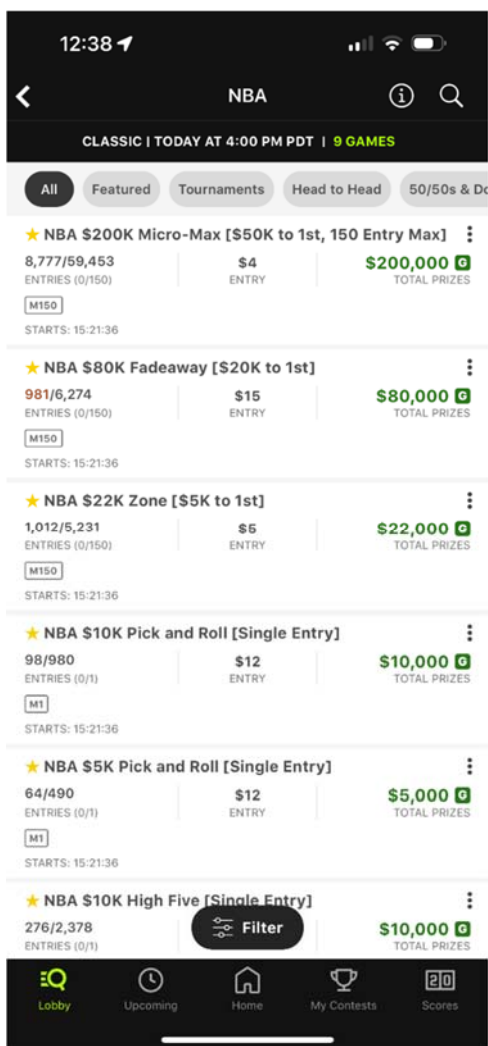 12:38
NBA
CLASSIC | TODAY AT 4:00 PM PDT | 9 GAMES
All Featured Tournaments Head to Head 50/50s & Do
NBA $200K Micro-Max [$50K to 1st, 150 Entry Max]
8,777/59,453 $4 $200,000 G
ENTRIES (0/150) ENTRY TOTAL PRIZES
M150
STARTS: 15:21:36
NBA $80K Fadeaway [$20K to 1st]
981/6,274 $15 $80,000 G
ENTRIES (0/150) ENTRY TOTAL PRIZES
M150
STARTS: 15:21:36
NBA $22K Zone [$5K to 1st]
1,012/5,231 $5 $22,000 G
ENTRIES (0/150) ENTRY TOTAL PRIZES
M150
STARTS: 15:21:36
NBA $10K Pick and Roll [Single Entry]
98/980 $12 $10,000 G
ENTRIES (0/1) ENTRY TOTAL PRIZES
M1
STARTS: 15:21:36
NBA $5K Pick and Roll [Single Entry]
64/490 $12 $5,000 G
ENTRIES (0/1) ENTRY TOTAL PRIZES
M1
STARTS: 15:21:36
NBA $10K High Five [Single Entry]
276/2,378 Filter $10,000 G
ENTRIES (0/1) TOTAL PRIZES
Lobby Upcoming Home My Contests Scores